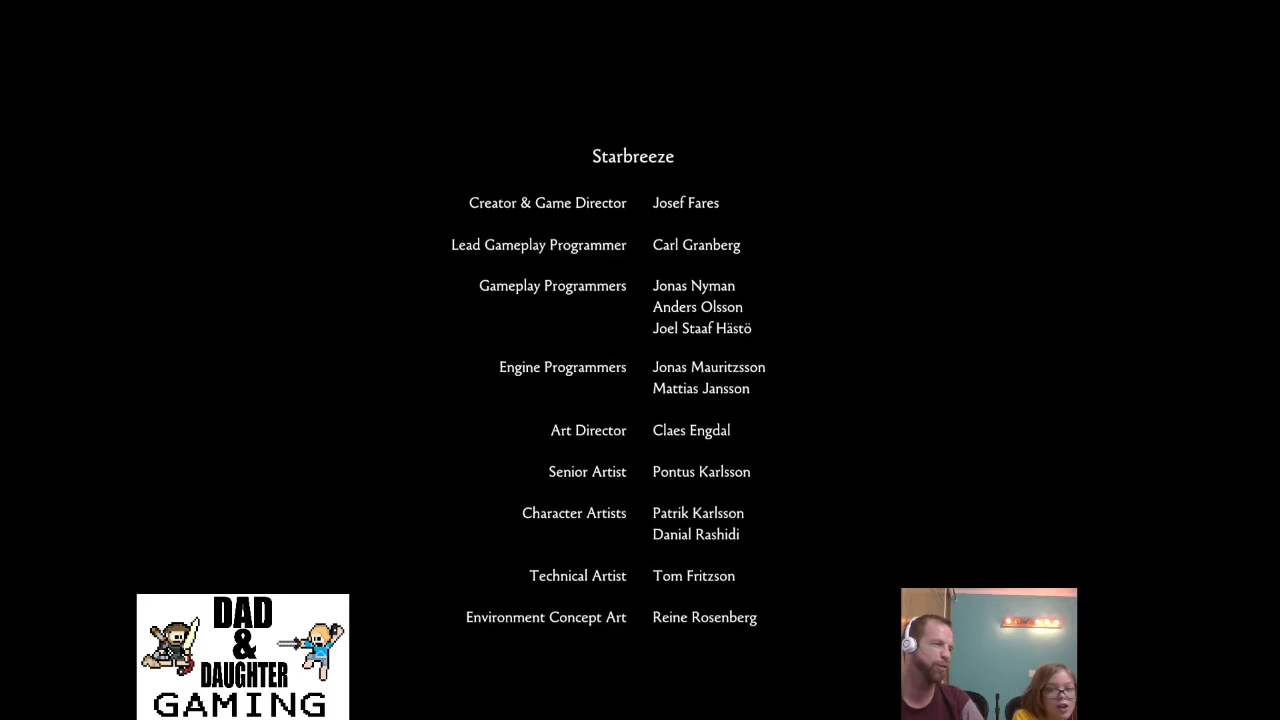 Starbreeze
Creator & Game Director Josef Fares
Lead Gameplay Programmer Carl Granberg
Gameplay Programmers Jonas Nyman
Anders Olsson
Joel Staaf Hästö
Engine Programmers Jonas Mauritzsson
Mattias Jansson
Art Director Claes Engdal
Senior Artist Pontus Karlsson
Character Artists Patrik Karlsson
Danial Rashidi
Technical Artist Tom Fritzson
Environment Concept Art Reine Rosenberg
DAD
&
DAUGHTER
GAMING